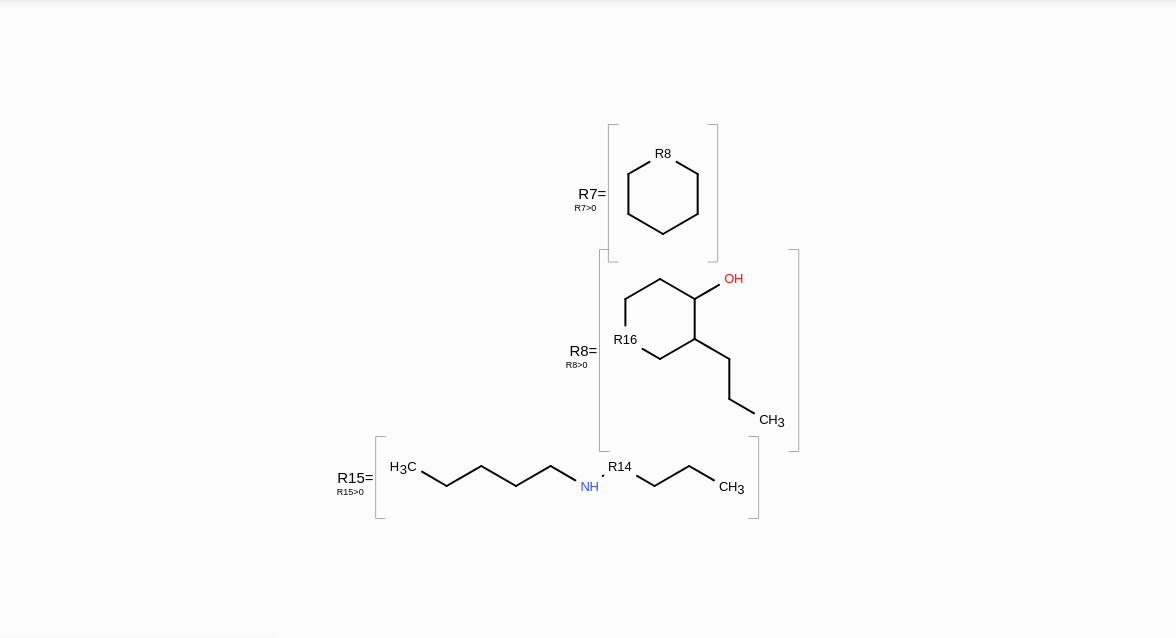 R8
R7=
R7>0
OH
R16
R8=
R8>0
CH3
H3C
R14
R15=
R15>0
NH
CH3